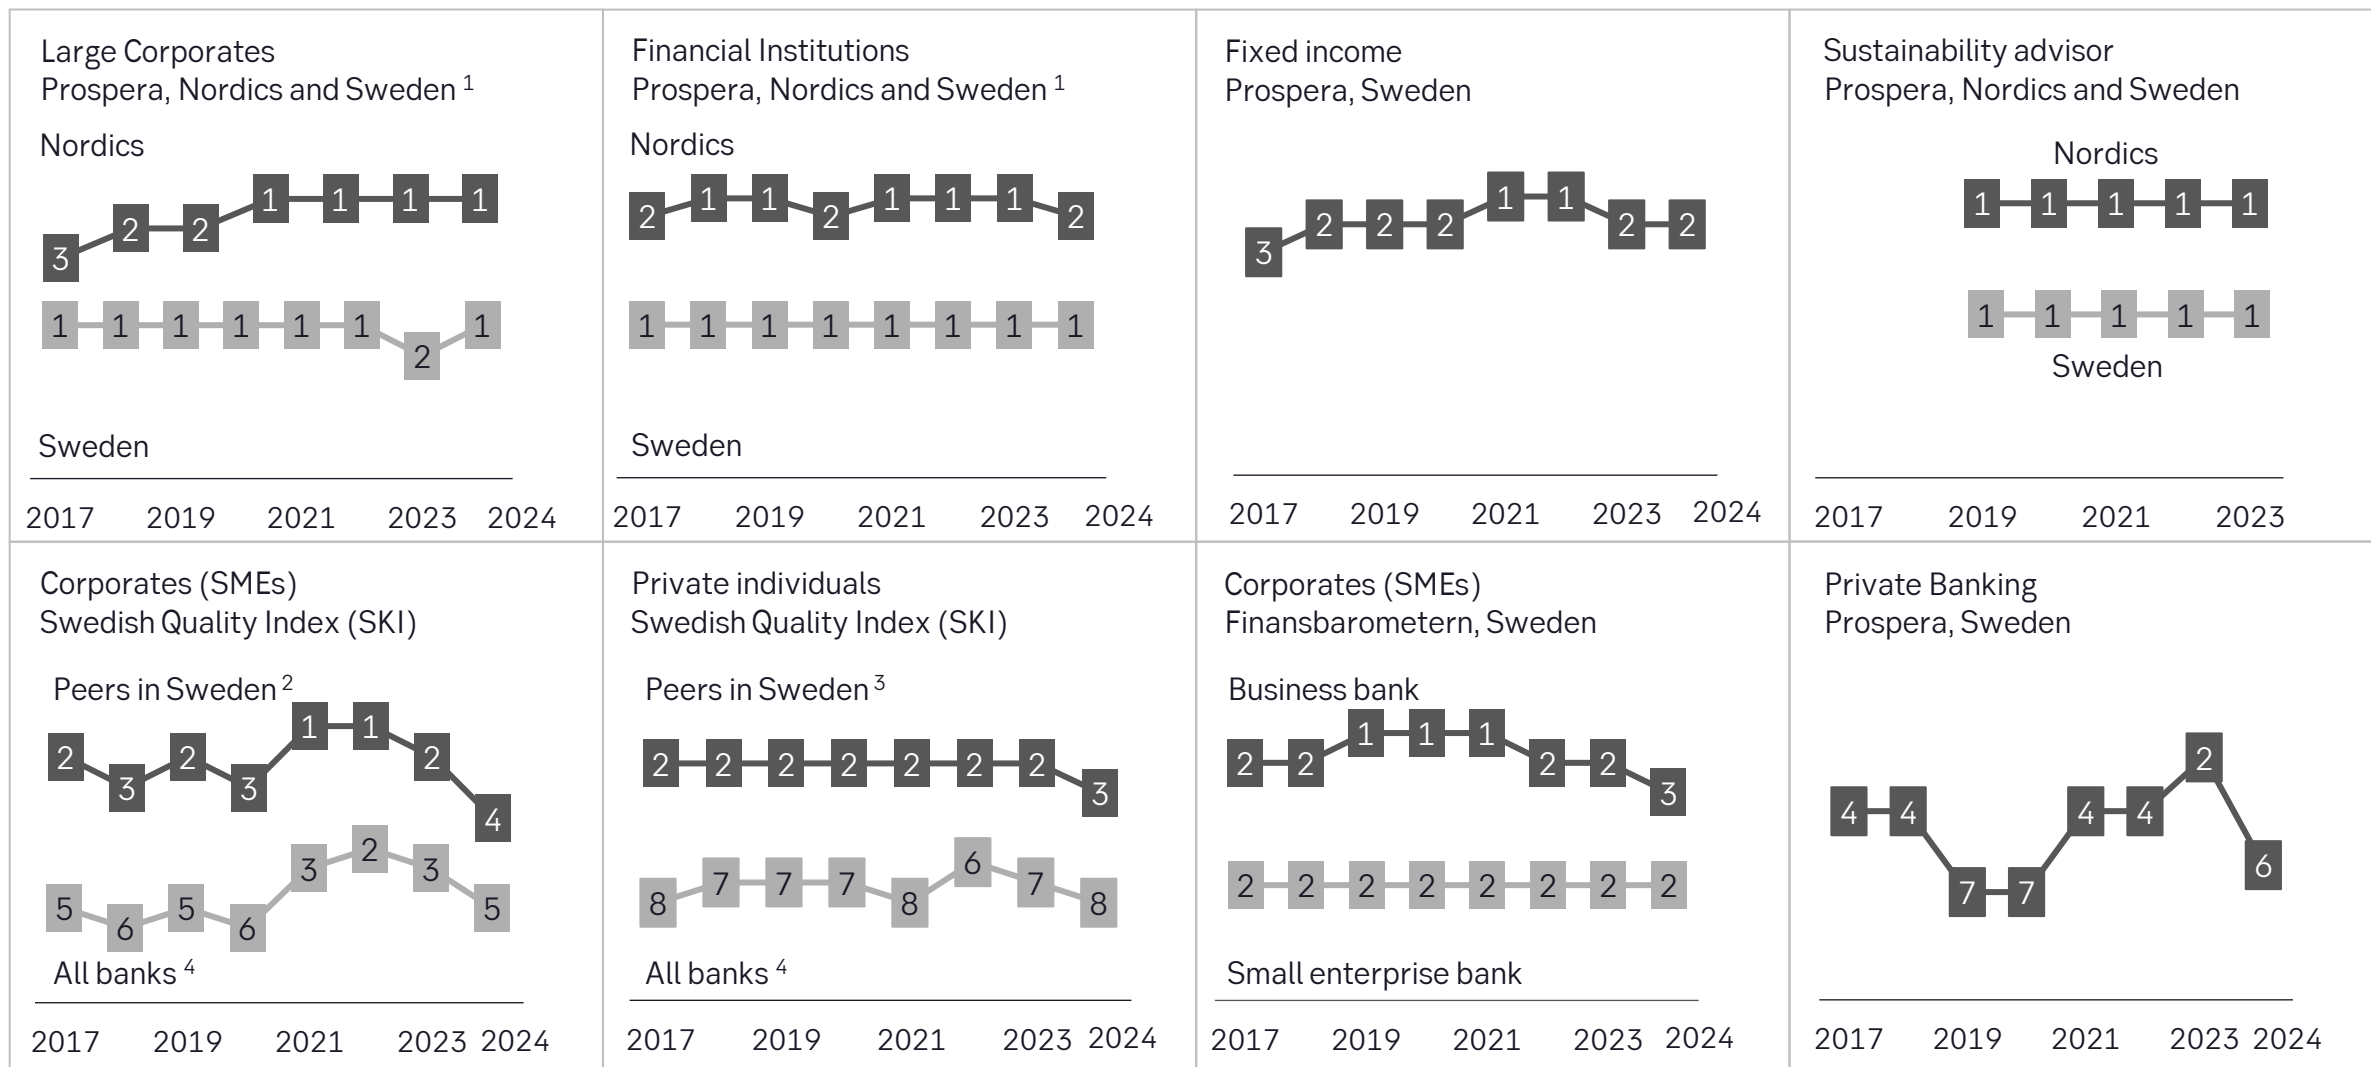 Large Corporates
Prospera, Nordics and Sweden 1
Nordics
3 2 2 1 1 1 1
1 1 1 1 1 1 2 1
Sweden
2017 2019 2021 2023 2024
Financial Institutions
Prospera, Nordics and Sweden 1
Nordics
2 1 1 2 1 1 1 2
1 1 1 1 1 1 1 1
Sweden
2017 2019 2021 2023 2024
Fixed income
Prospera, Sweden
3 2 2 2 1 1 2 2
2017 2019 2021 2023 2024
Sustainability advisor
Prospera, Nordics and Sweden
Nordics
1 1 1 1 1
1 1 1 1 1
Sweden
2017 2019 2021 2023
Corporates (SMEs)
Swedish Quality Index (SKI)
Peers in Sweden 2
2 3 2 3 1 1 2 4
5 6 5 6 3 2 3 5
All banks 4
2017 2019 2021 2023 2024
Private individuals
Swedish Quality Index (SKI)
Peers in Sweden 3
2 2 2 2 2 2 2 3
8 7 7 7 8 6 7 8
All banks 4
2017 2019 2021 2023 2024
Corporates (SMEs)
Finansbarometern, Sweden
Business bank
2 2 1 1 1 2 2 3
2 2 2 2 2 2 2 2
Small enterprise bank
2017 2019 2021 2023 2024
Private Banking
Prospera, Sweden
4 4 7 7 4 4 2 6
2017 2019 2021 2023 2024